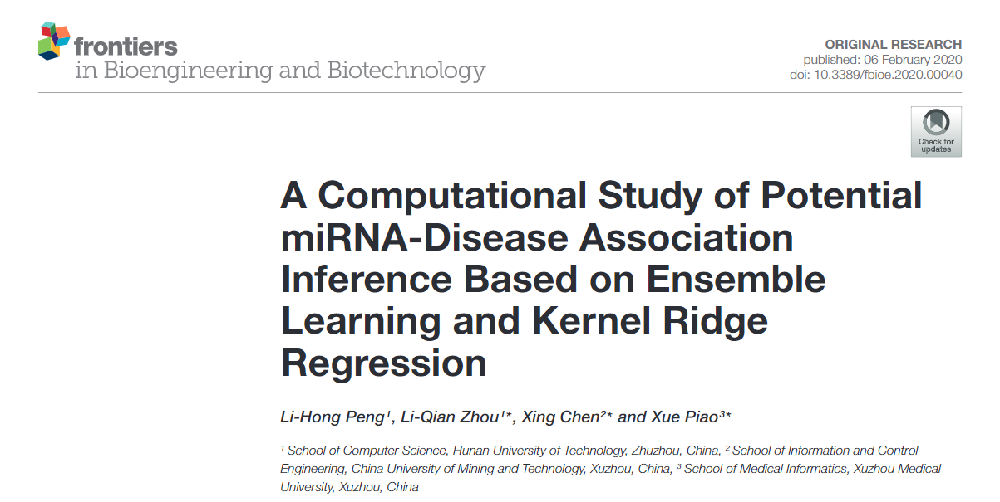 frontiers
in Bioengineering and Biotechnology
ORIGINAL RESEARCH
published: 06 February 2020
doi: 10.3389/fbioe.2020.00040
Check for
updates
A Computational Study of Potential
miRNA-Disease Association
Inference Based on Ensemble
Learning and Kernel Ridge
Regression
Li-Hong Peng¹, Li-Qian Zhou¹*, Xing Chen²* and Xue Piao³*
¹ School of Computer Science, Hunan University of Technology, Zhuzhou, China, ² School of Information and Control
Engineering, China University of Mining and Technology, Xuzhou, China, ³ School of Medical Informatics, Xuzhou Medical
University, Xuzhou, China